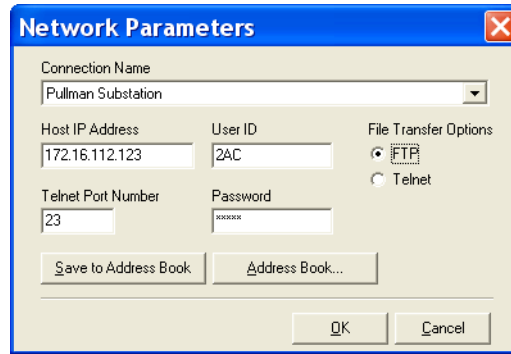 Network Parameters
Connection Name
Pullman Substation
Host IP Address
User ID
File Transfer Options
172.16.112.123
2AC
FTP
Telnet
Telnet Port Number
Password
23
*****
Save to Address Book
Address Book...
OK
Cancel